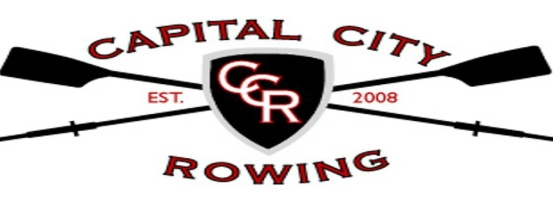 CAPITAL CITY
CCR
EST. 2008
ROWING